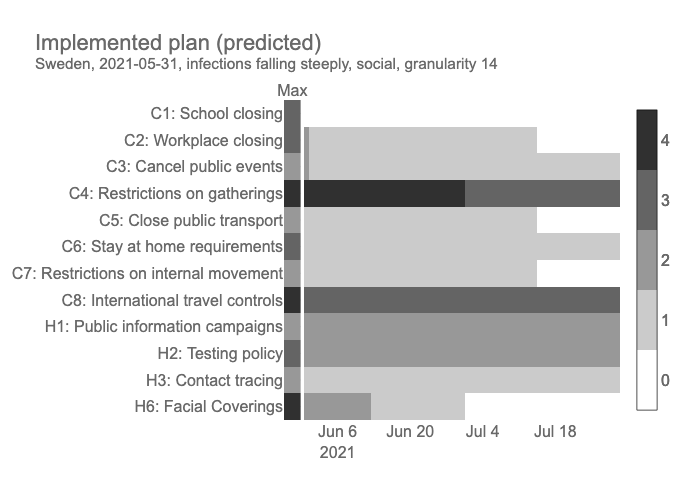 Implemented plan (predicted)
Sweden, 2021-05-31, infections falling steeply, social, granularity 14
Max
C1: School closing
C2: Workplace closing
C3: Cancel public events
C4: Restrictions on gatherings
C5: Close public transport
C6: Stay at home requirements
C7: Restrictions on internal movement
C8: International travel controls
H1: Public information campaigns
H2: Testing policy
H3: Contact tracing
H6: Facial Coverings
4
3
2
1
0
Jun 6 Jun 20 Jul 4 Jul 18
2021